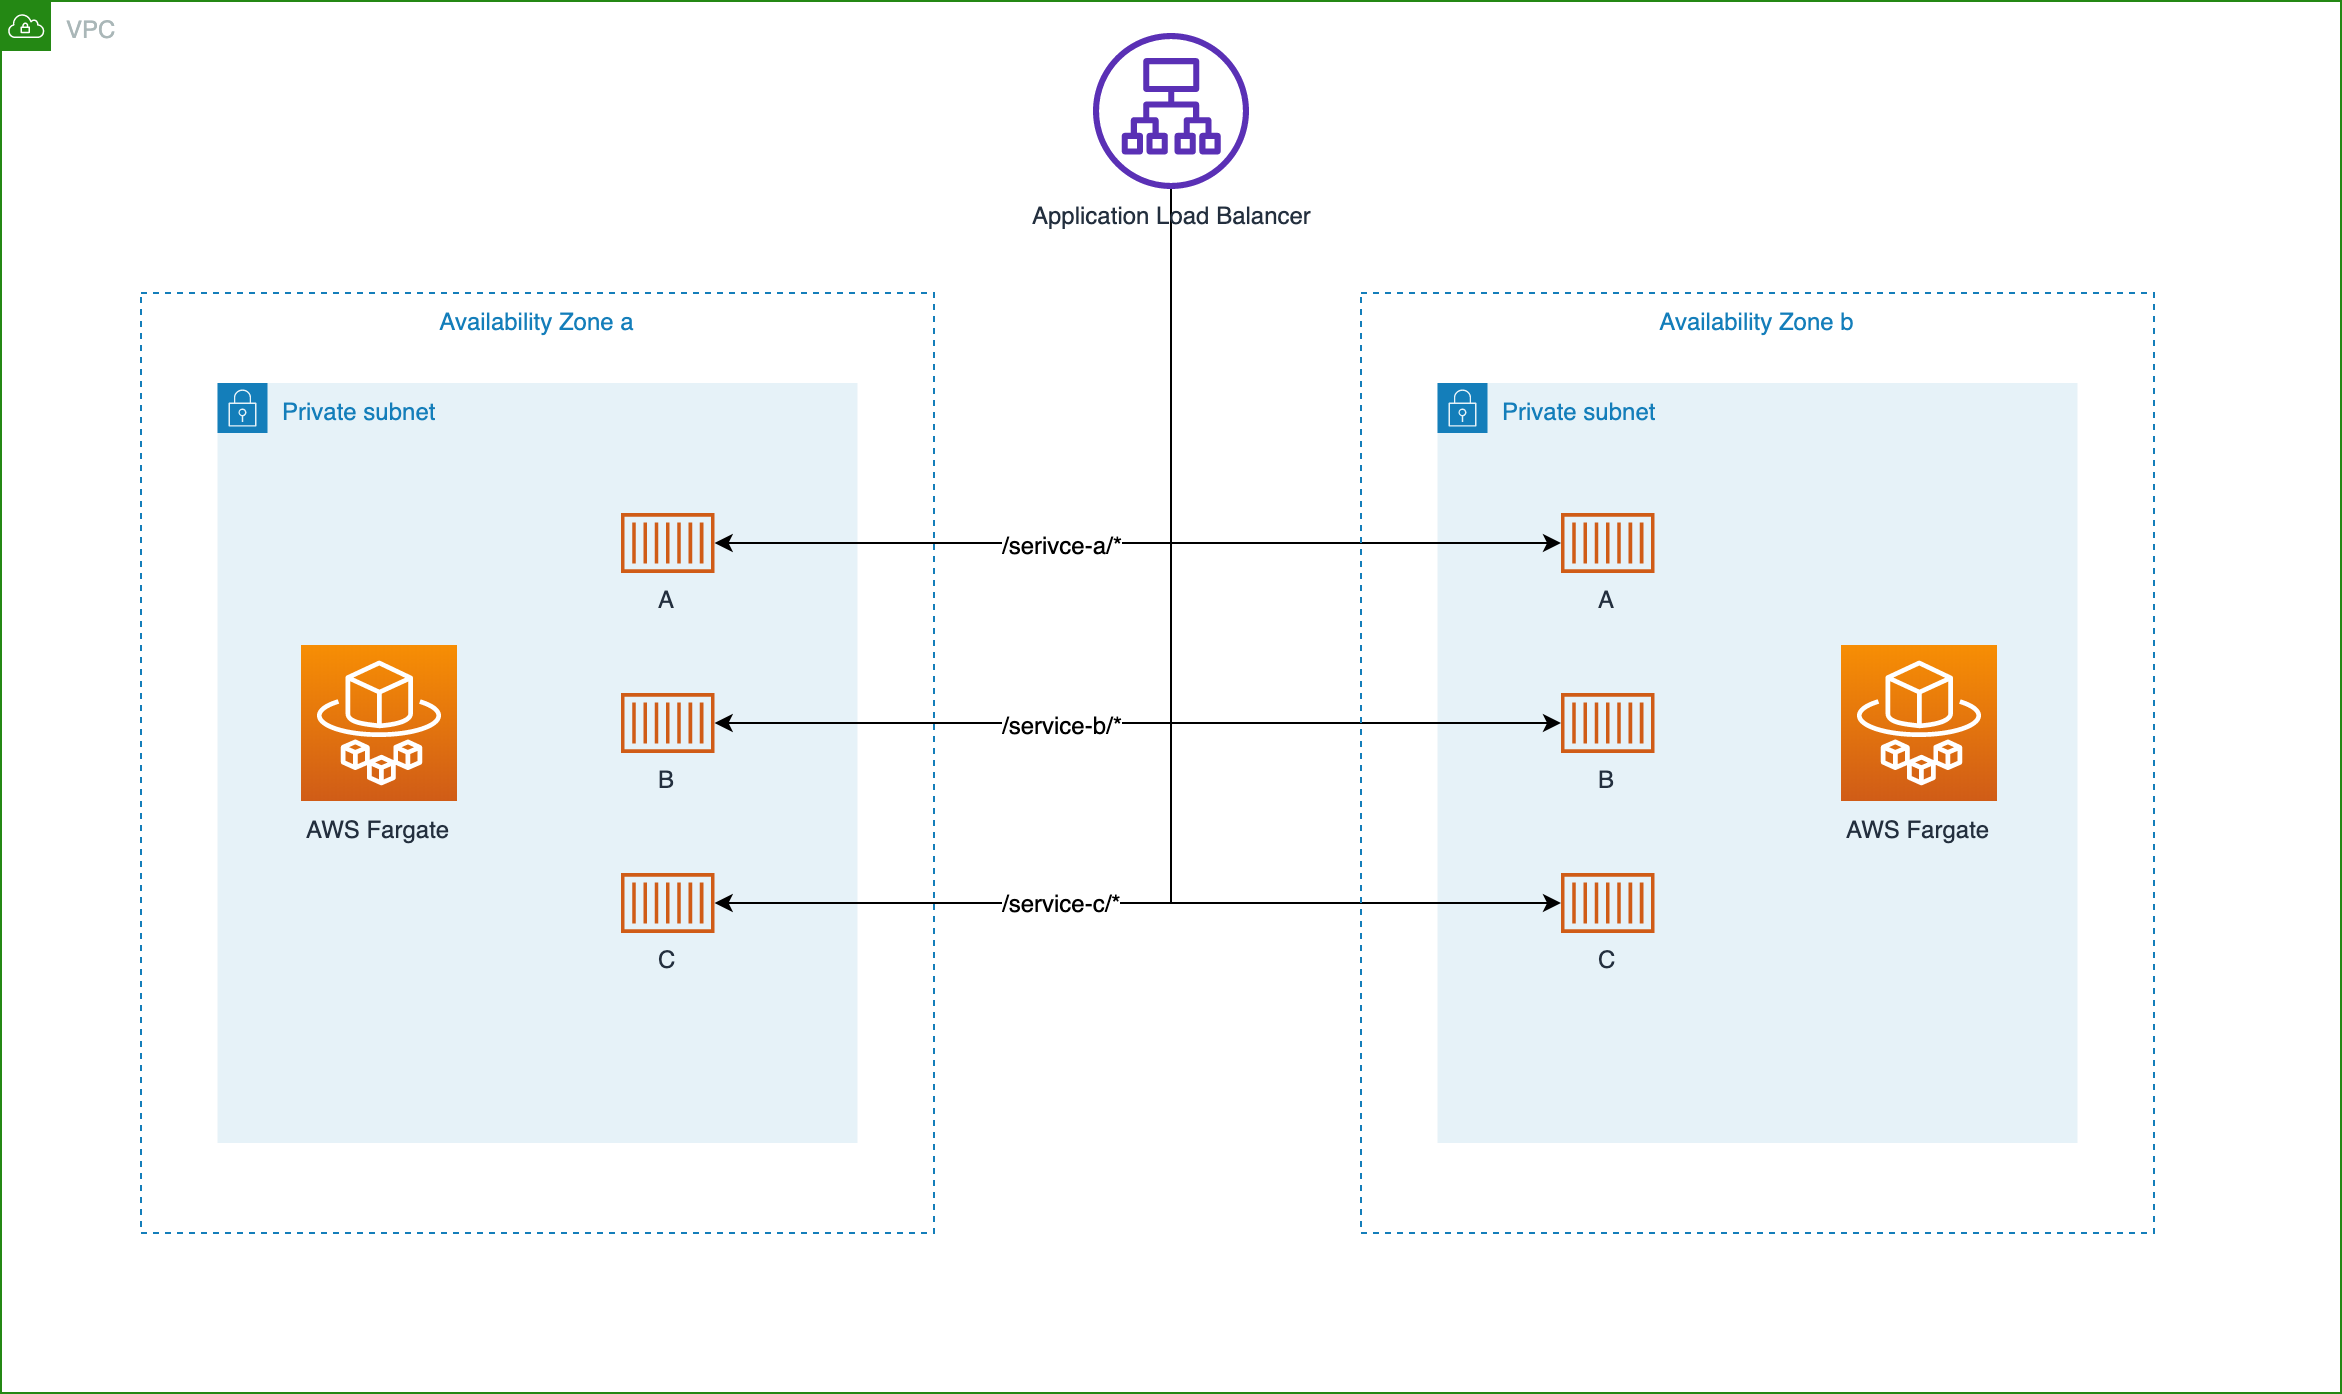 VPC
Application Load Balancer
Availability Zone a
Availability Zone b
Private subnet
Private subnet
/serivce-a/*
A
A
/service-b/*
B
B
AWS Fargate
AWS Fargate
/service-c/*
C
C